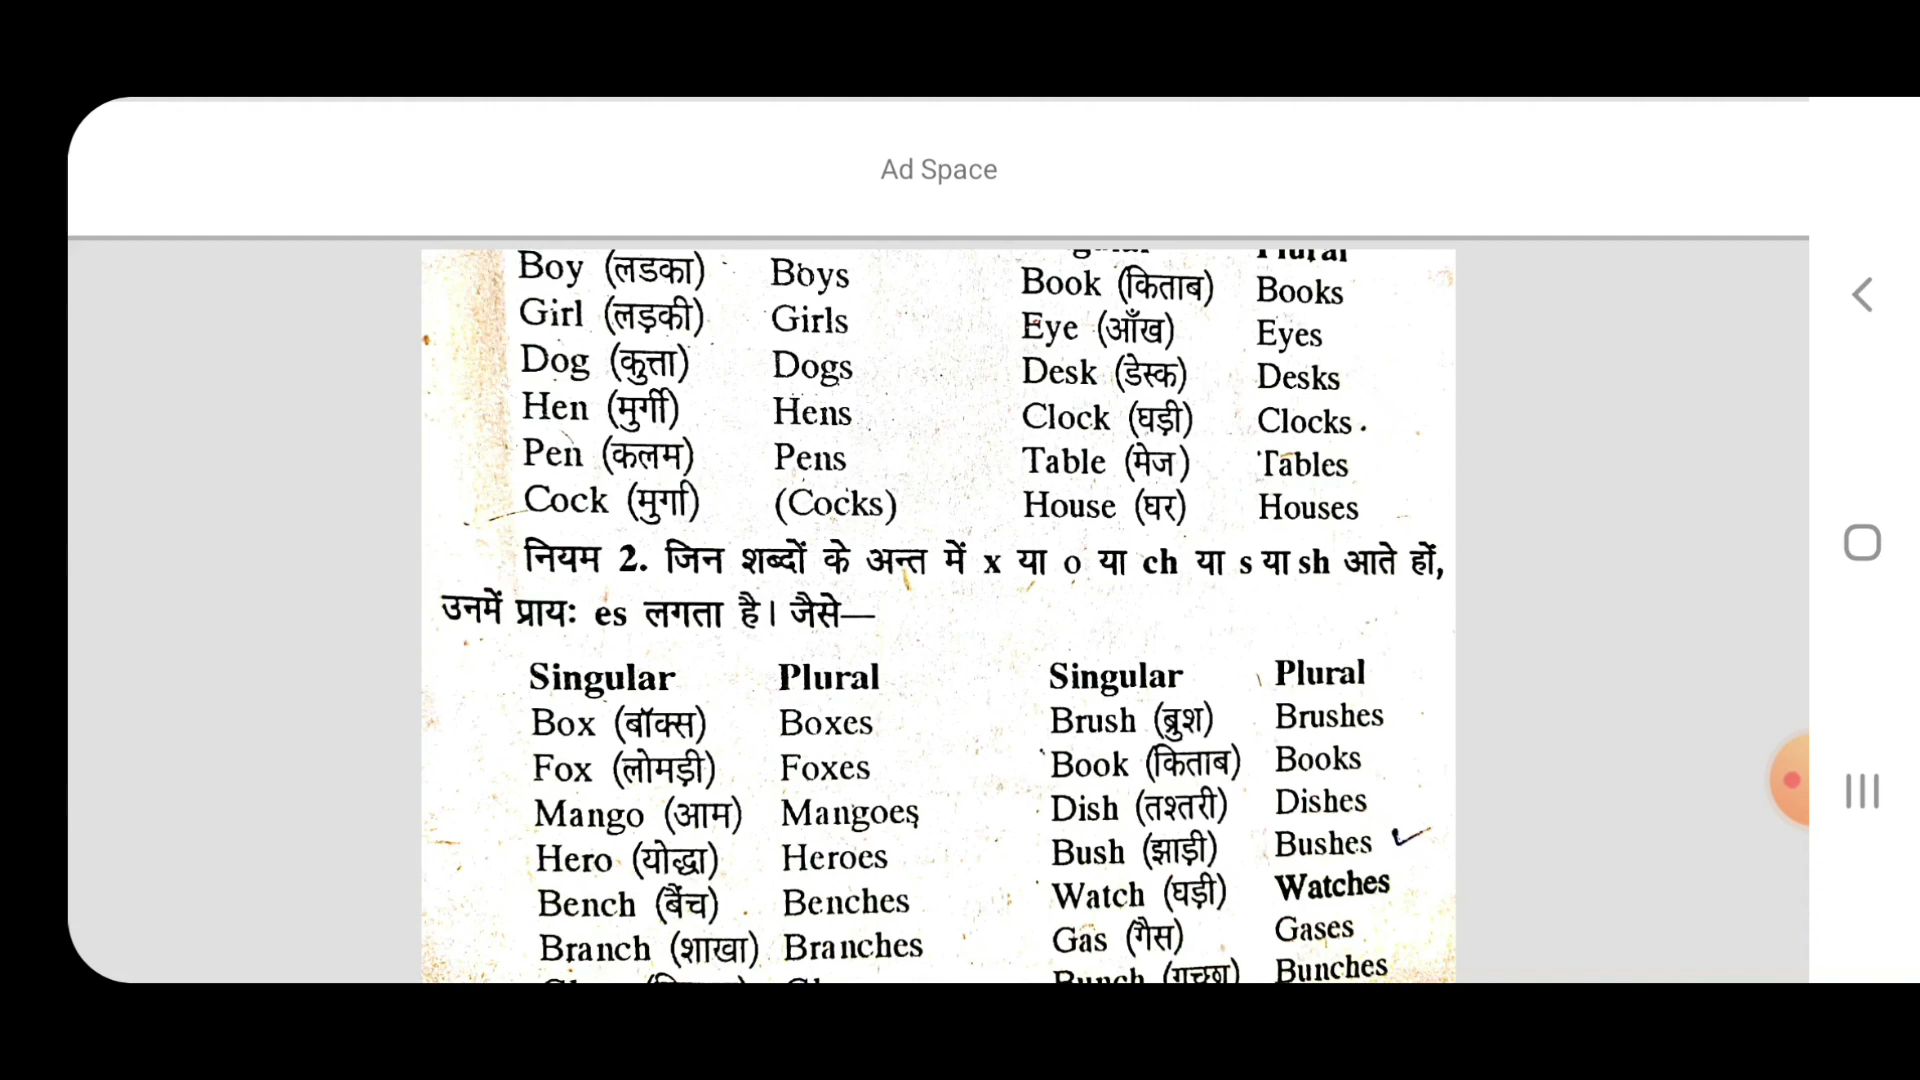 Ad Space
Boy (लडका) Boys Book (किताब) Books
Girl (लड़की) Girls Eye (आँख) Eyes
Dog (कुत्ता) Dogs Desk (डेस्क) Desks
Hen (मुर्गी) Hens Clock (घड़ी) Clocks
Pen (कलम) Pens Table (मेज) Tables
Cock (मुर्गा) (Cocks) House (घर) Houses
नियम 2. जिन शब्दों के अन्त में x या o या ch या s या sh आते हों,
उनमें प्रायः es लगता है। जैसे—
Singular Plural Singular Plural
Box (बॉक्स) Boxes Brush (ब्रुश) Brushes
Fox (लोमड़ी) Foxes Book (किताब) Books
Mango (आम) Mangoes Dish (तश्तरी) Dishes
Hero (योद्धा) Heroes Bush (झाड़ी) Bushes
Bench (बैंच) Benches Watch (घड़ी) Watches
Branch (शाखा) Branches Gas (गैस) Gases
Bunch (गुच्छा) Bunches